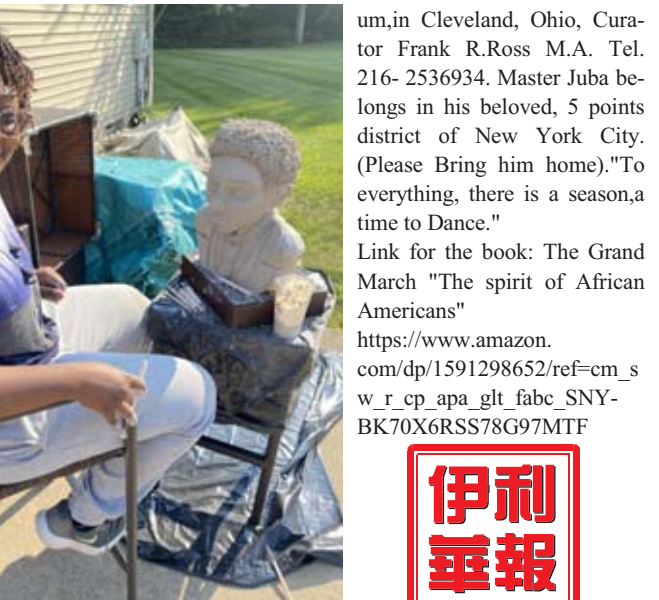 um,in Cleveland, Ohio, Cura-
tor Frank R.Ross M.A. Tel.
216- 2536934. Master Juba be-
longs in his beloved, 5 points
district of New York City.
(Please Bring him home)."To
everything, there is a season,a
time to Dance."
Link for the book: The Grand
March "The spirit of African
Americans"
https://www.amazon.
com/dp/1591298652/ref=cm_s
w_r_cp_apa_glt_fabc_SNY-
BK70X6RSS78G97MTF
伊利
華報